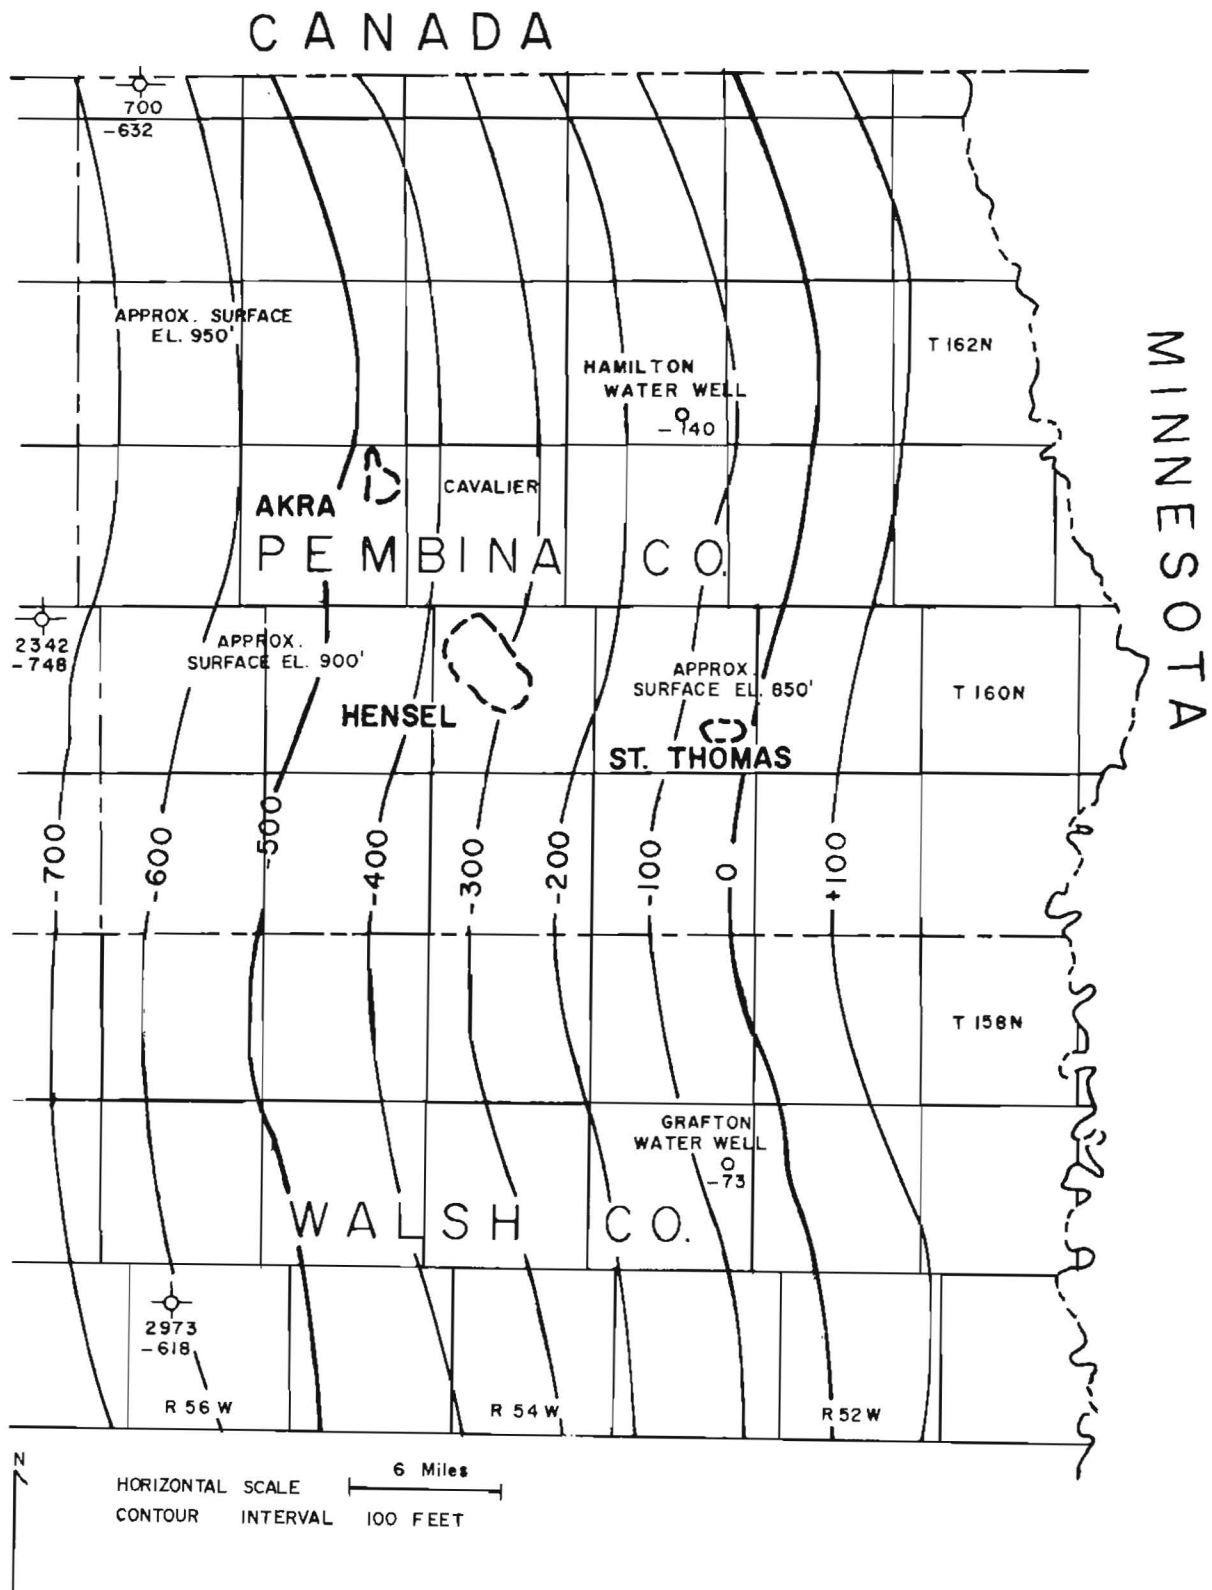 CANADA
700
-632
APPROX. SURFACE
EL. 950'
T 162N
HAMILTON
WATER WELL
-140
MINNESOTA
AKRA
CAVALIER
PEMBINA CO.
2342
-748
APPROX.
SURFACE EL. 900'
APPROX.
SURFACE EL. 850'
T 160N
HENSEL
ST. THOMAS
-700
-600
-500
-400
-300
-200
-100
0
+100
T 158N
GRAFTON
WATER WELL
-73
WALSH CO.
2973
-618
R 56 W
R 54 W
R 52 W
N
6 Miles
HORIZONTAL SCALE
CONTOUR INTERVAL 100 FEET